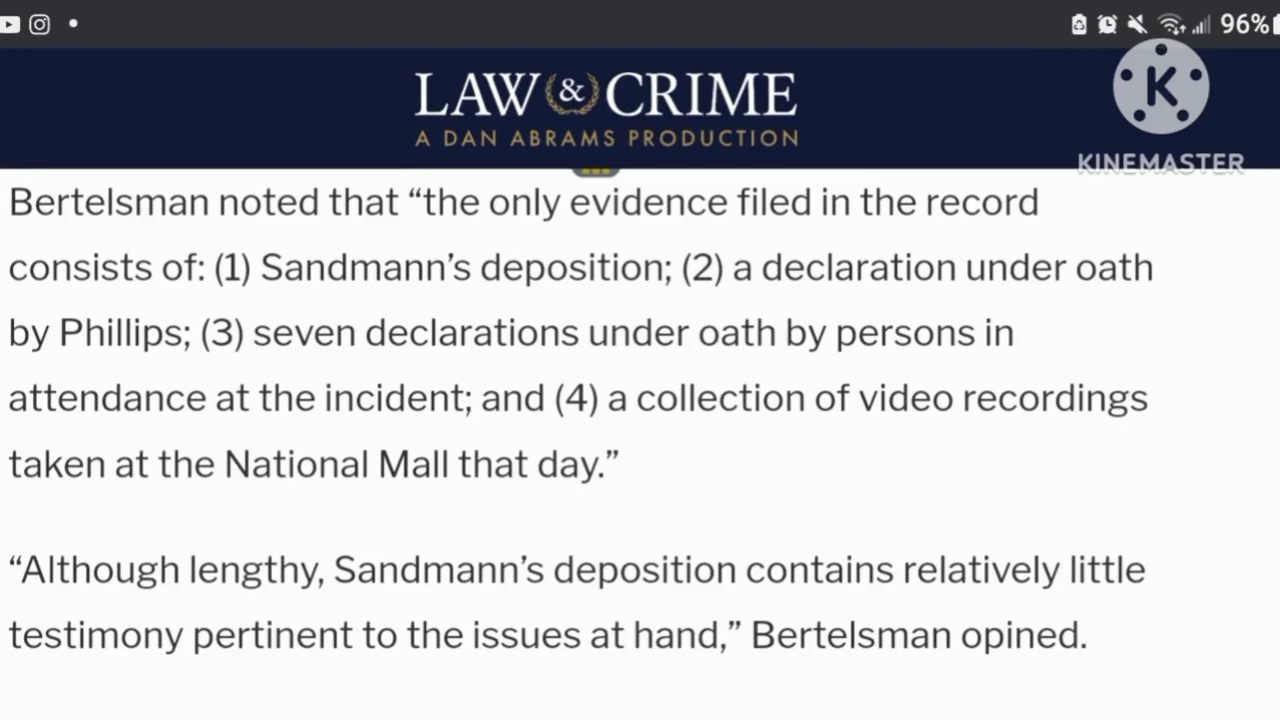 96%
LAW & CRIME
A DAN ABRAMS PRODUCTION
K
KINEMASTER
Bertelsman noted that “the only evidence filed in the record
consists of: (1) Sandmann’s deposition; (2) a declaration under oath
by Phillips; (3) seven declarations under oath by persons in
attendance at the incident; and (4) a collection of video recordings
taken at the National Mall that day.”
“Although lengthy, Sandmann’s deposition contains relatively little
testimony pertinent to the issues at hand,” Bertelsman opined.